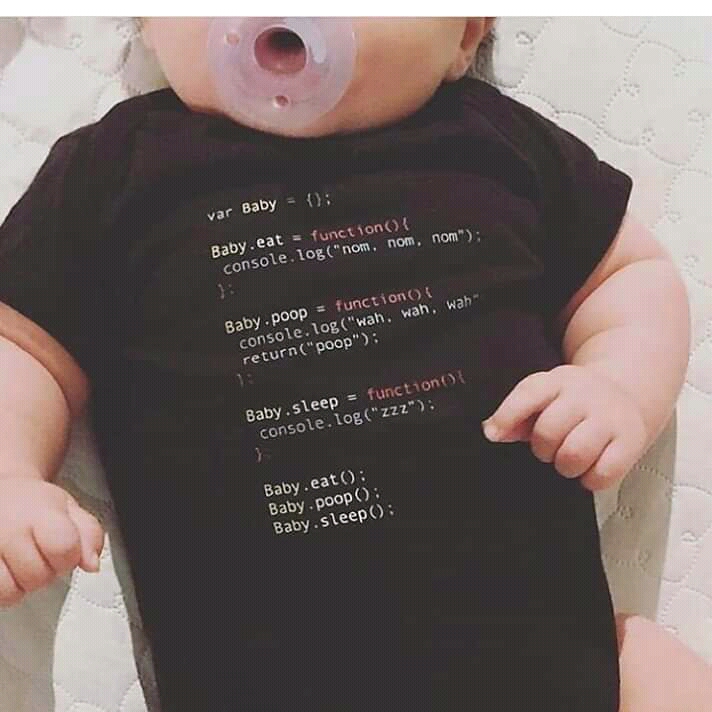 var Baby = {};
Baby.eat = function(){
console.log("nom, nom, nom");
};
Baby.poop = function(){
console.log("wah, wah, wah"
return("poop");
};
Baby.sleep = function(){
console.log("zzz");
};
Baby.eat();
Baby.poop();
Baby.sleep();